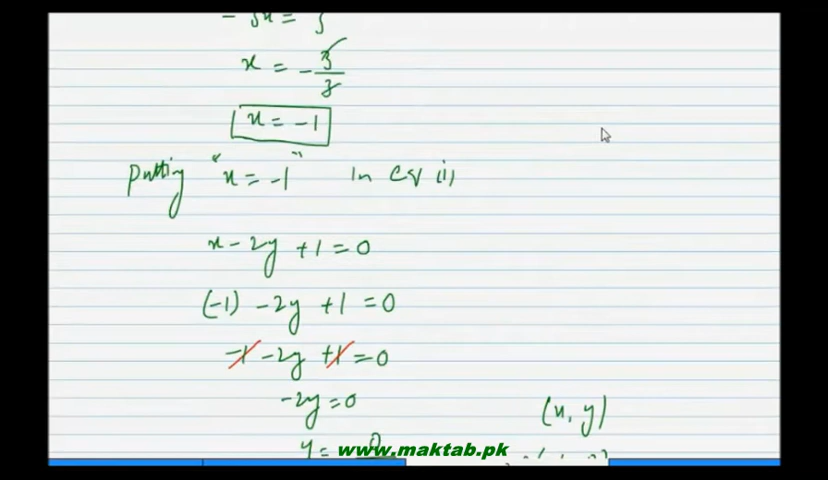 x = - 3/3
x = -1
Putting "x = -1" in eq (i)
x - 2y + 1 = 0
(-1) - 2y + 1 = 0
-1 - 2y + 1 = 0
-2y = 0
(x, y)
y = 0
www.maktab.pk